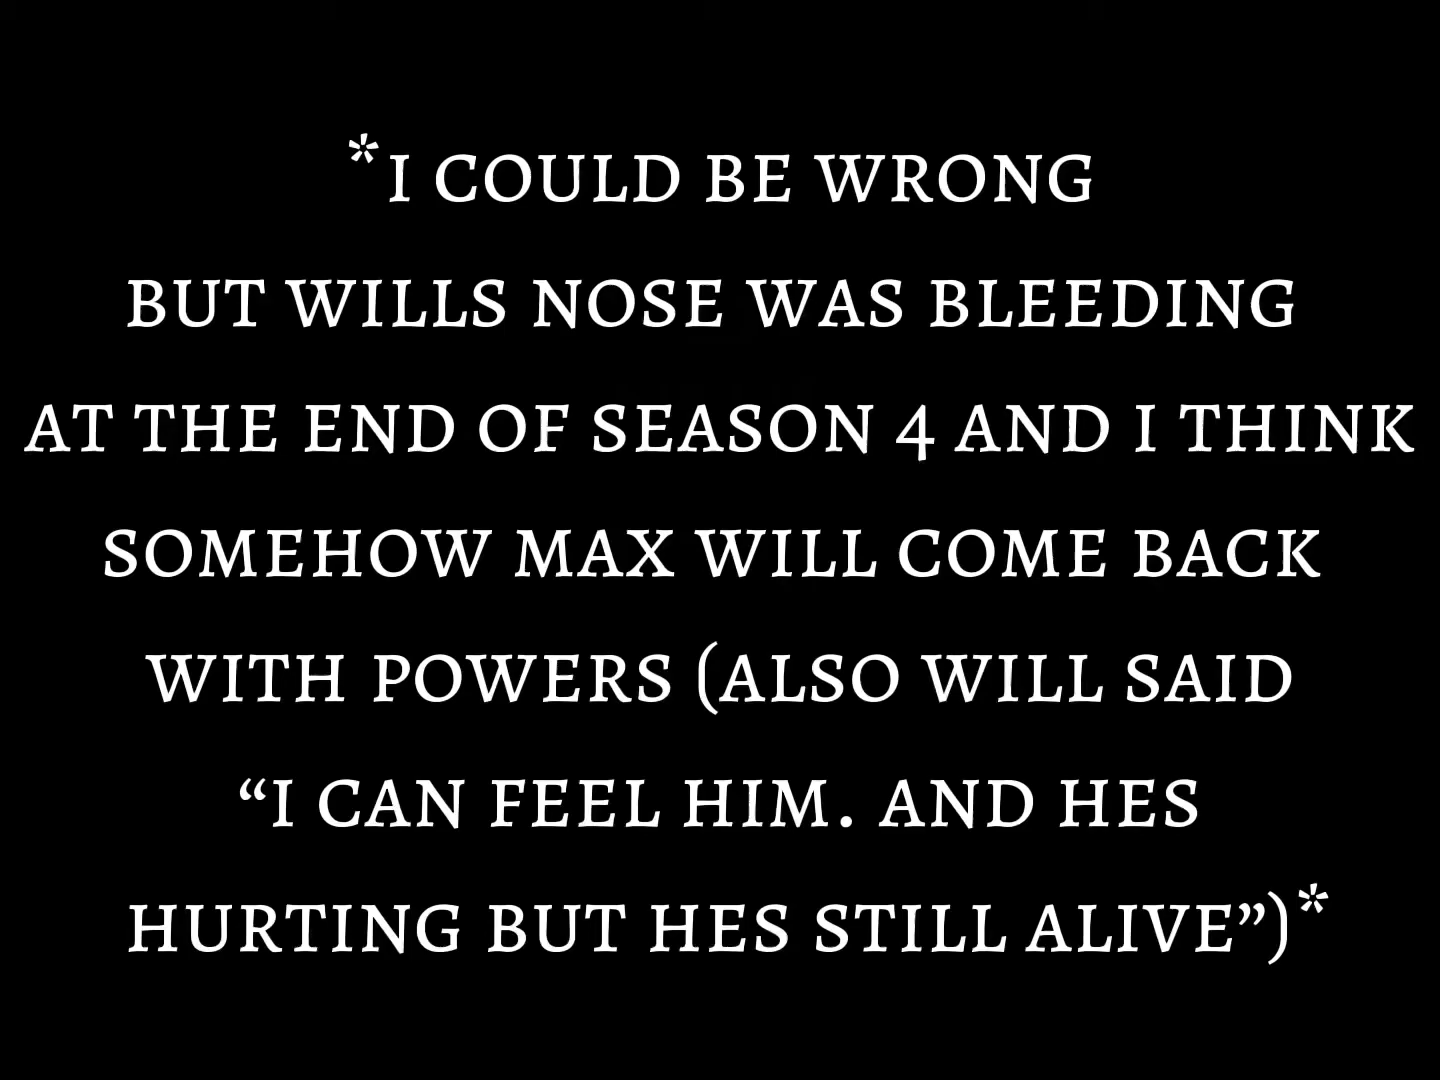 *I COULD BE WRONG
BUT WILLS NOSE WAS BLEEDING
AT THE END OF SEASON 4 AND I THINK
SOMEHOW MAX WILL COME BACK
WITH POWERS (ALSO WILL SAID
“I CAN FEEL HIM. AND HES
HURTING BUT HES STILL ALIVE”)*